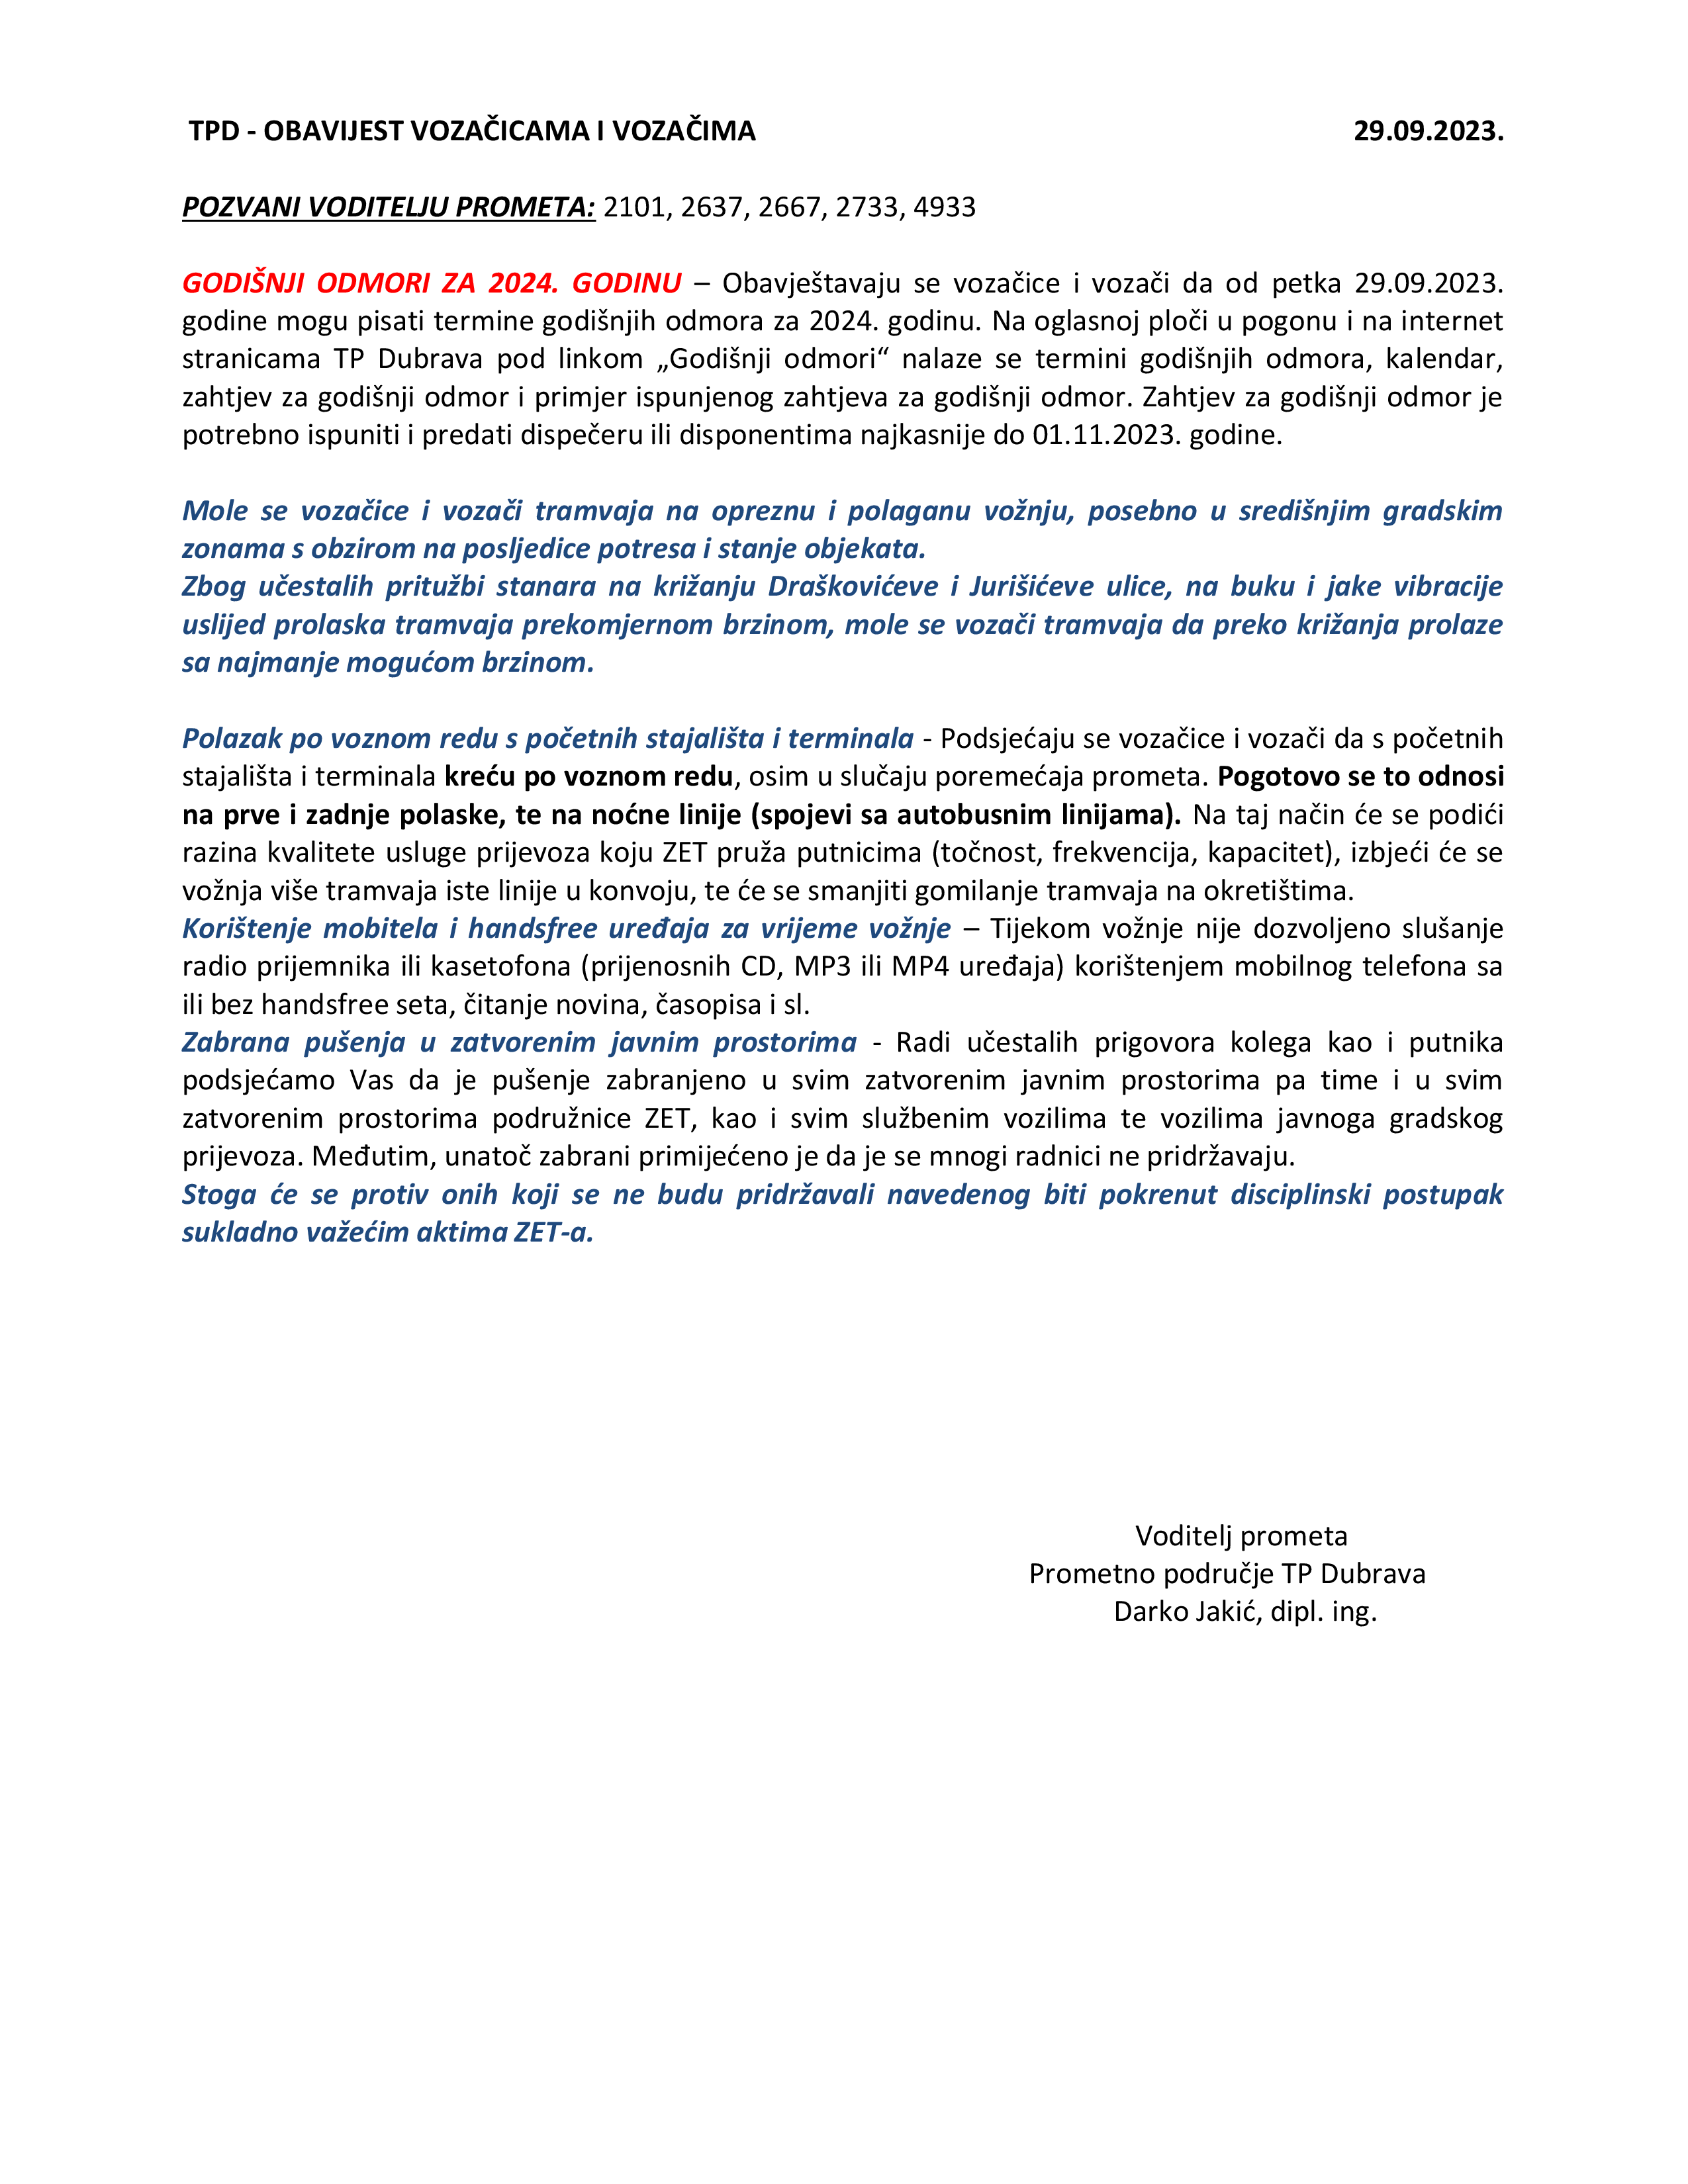 TPD - OBAVIJEST VOZAČICAMA I VOZAČIMA 29.09.2023.
POZVANI VODITELJU PROMETA: 2101, 2637, 2667, 2733, 4933
GODIŠNJI ODMORI ZA 2024. GODINU – Obavještavaju se vozačice i vozači da od petka 29.09.2023.
godine mogu pisati termine godišnjih odmora za 2024. godinu. Na oglasnoj ploči u pogonu i na internet
stranicama TP Dubrava pod linkom „Godišnji odmori“ nalaze se termini godišnjih odmora, kalendar,
zahtjev za godišnji odmor i primjer ispunjenog zahtjeva za godišnji odmor. Zahtjev za godišnji odmor je
potrebno ispuniti i predati dispečeru ili disponentima najkasnije do 01.11.2023. godine.
Mole se vozačice i vozači tramvaja na opreznu i polaganu vožnju, posebno u središnjim gradskim
zonama s obzirom na posljedice potresa i stanje objekata.
Zbog učestalih pritužbi stanara na križanju Draškovićeve i Jurišićeve ulice, na buku i jake vibracije
uslijed prolaska tramvaja prekomjernom brzinom, mole se vozači tramvaja da preko križanja prolaze
sa najmanje mogućom brzinom.
Polazak po voznom redu s početnih stajališta i terminala - Podsjećaju se vozačice i vozači da s početnih
stajališta i terminala kreću po voznom redu, osim u slučaju poremećaja prometa. Pogotovo se to odnosi
na prve i zadnje polaske, te na noćne linije (spojevi sa autobusnim linijama). Na taj način će se podići
razina kvalitete usluge prijevoza koju ZET pruža putnicima (točnost, frekvencija, kapacitet), izbjeći će se
vožnja više tramvaja iste linije u konvoju, te će se smanjiti gomilanje tramvaja na okretištima.
Korištenje mobitela i handsfree uređaja za vrijeme vožnje – Tijekom vožnje nije dozvoljeno slušanje
radio prijemnika ili kasetofona (prijenosnih CD, MP3 ili MP4 uređaja) korištenjem mobilnog telefona sa
ili bez handsfree seta, čitanje novina, časopisa i sl.
Zabrana pušenja u zatvorenim javnim prostorima - Radi učestalih prigovora kolega kao i putnika
podsjećamo Vas da je pušenje zabranjeno u svim zatvorenim javnim prostorima pa time i u svim
zatvorenim prostorima podružnice ZET, kao i svim službenim vozilima te vozilima javnoga gradskog
prijevoza. Međutim, unatoč zabrani primijećeno je da je se mnogi radnici ne pridržavaju.
Stoga će se protiv onih koji se ne budu pridržavali navedenog biti pokrenut disciplinski postupak
sukladno važećim aktima ZET-a.
Voditelj prometa
Prometno područje TP Dubrava
Darko Jakić, dipl. ing.